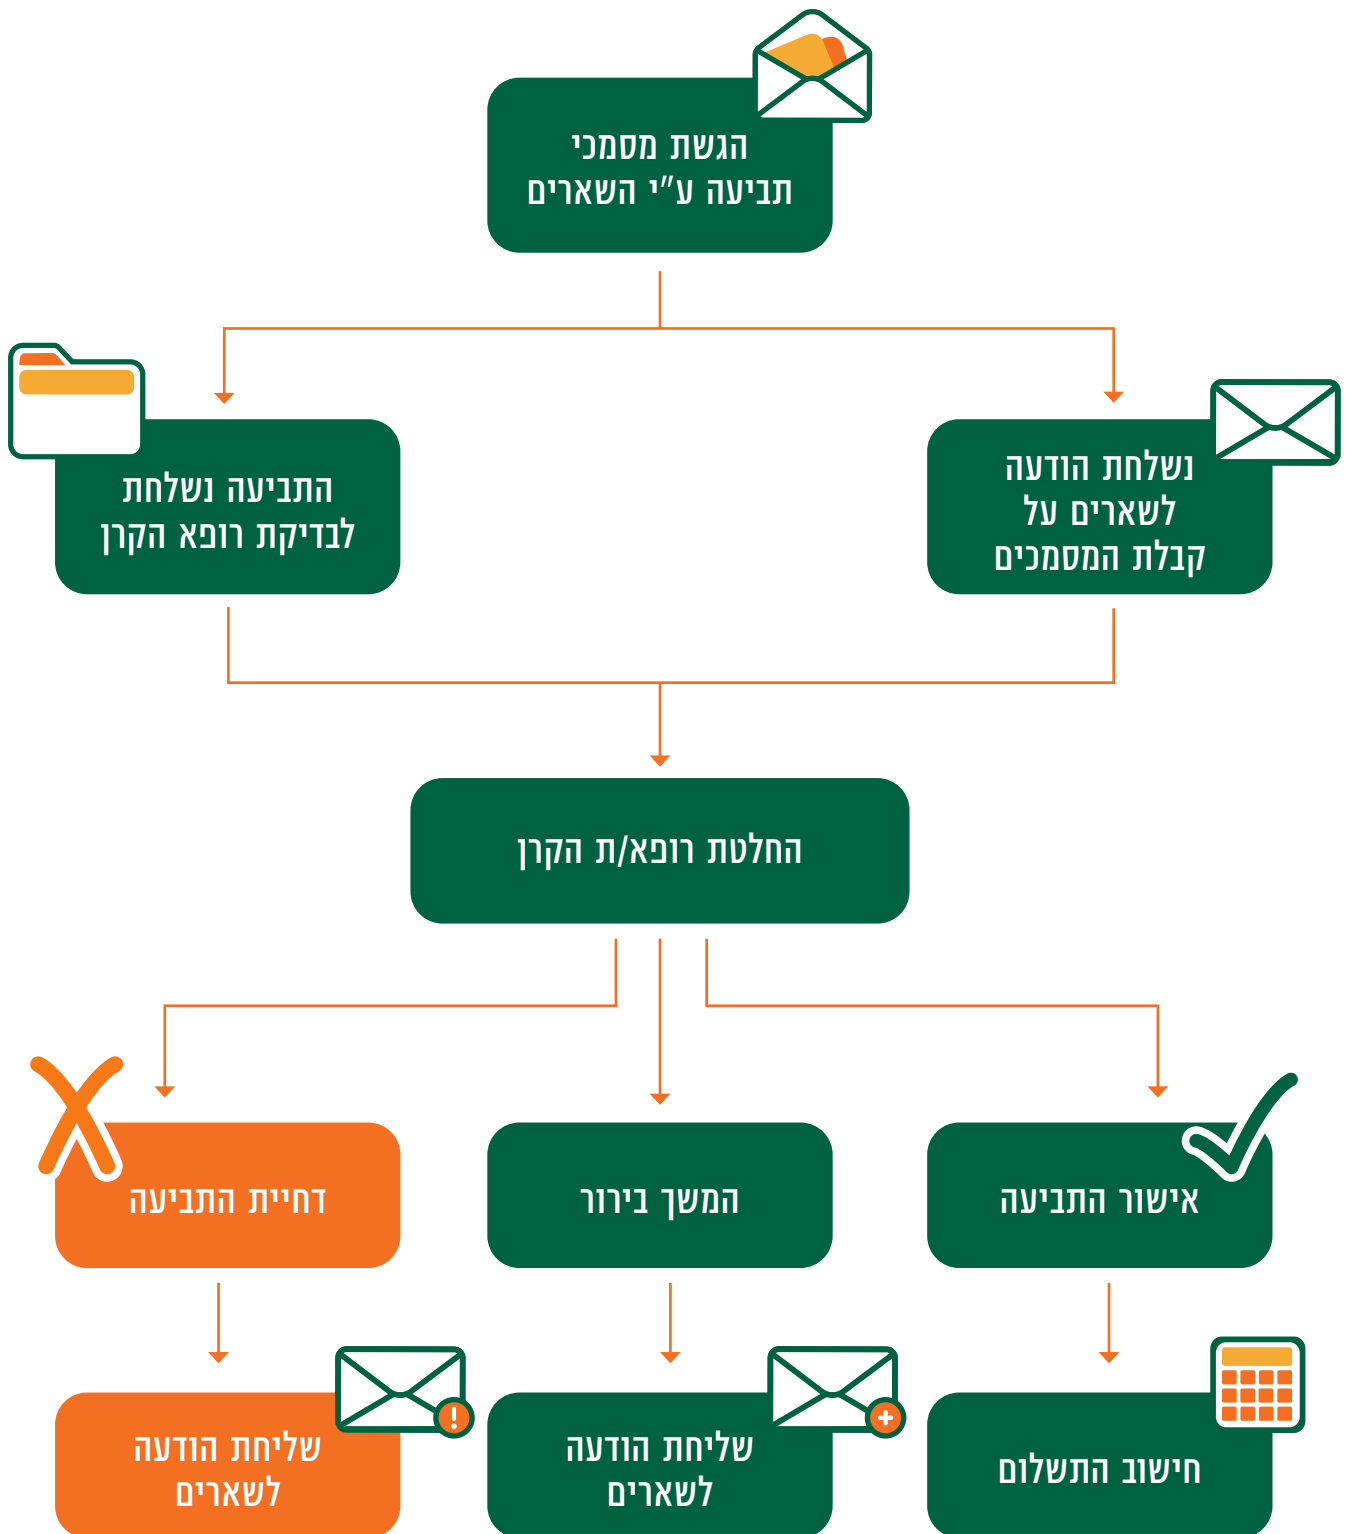 הגשת מסמכי
תביעה ע״י השארים
נשלחת הודעה
לשארים על
קבלת המסמכים
התביעה נשלחת
לבדיקת רופא הקרן
החלטת רופא/ת הקרן
אישור התביעה
המשך בירור
דחיית התביעה
חישוב התשלום
שליחת הודעה
לשארים
שליחת הודעה
לשארים